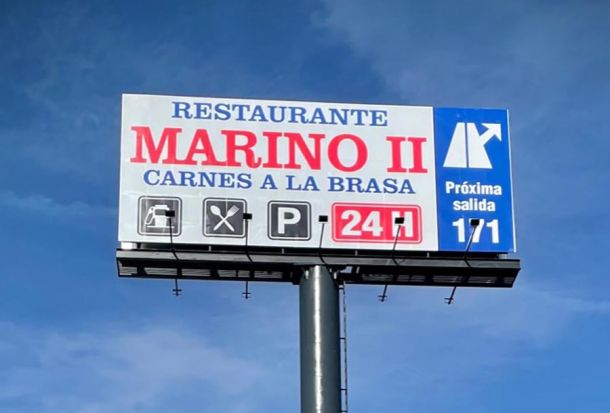 RESTAURANTE
MARINO II
CARNES A LA BRASA
P
24H
Próxima
salida
171